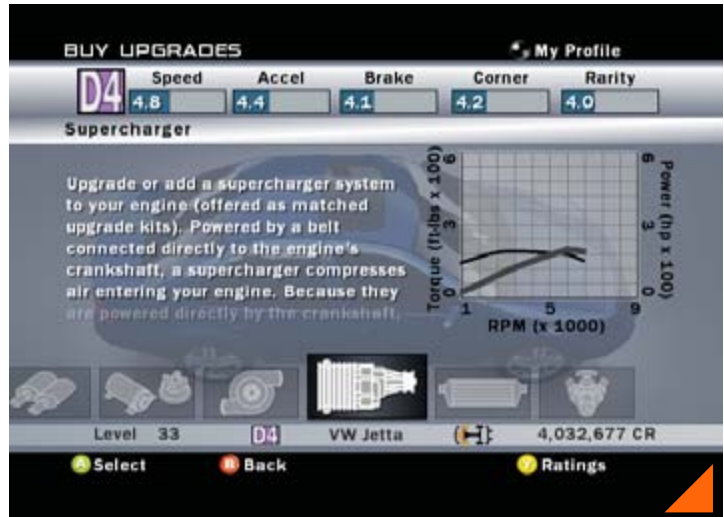 BUY UPGRADES
My Profile
D4
Speed Accel Brake Corner Rarity
4.8 4.4 4.1 4.2 4.0
Supercharger
Upgrade or add a supercharger system
to your engine (offered as matched
upgrade kits). Powered by a belt
connected directly to the engine's
crankshaft, a supercharger compresses
air entering your engine. Because they
are powered directly by the crankshaft,
Torque (ft-lbs x 100)
6
3
0
6
3
0
Power (hp x 100)
1 5 9
RPM (x 1000)
Level 33 D4 VW Jetta 4,032,677 CR
A Select B Back Y Ratings